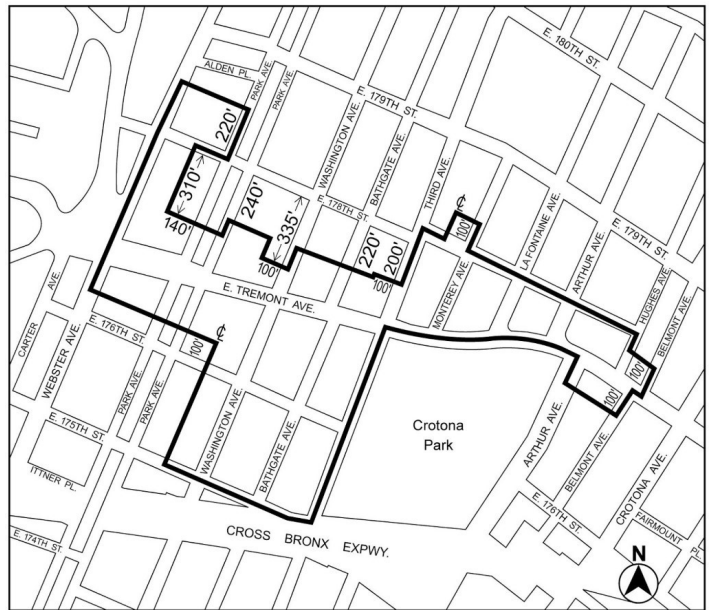 E. 180TH ST.
ALDEN PL.
PARK AVE.
PARK AVE.
E. 179TH ST.
220'
WASHINGTON AVE.
BATHGATE AVE.
THIRD AVE.
310'
240'
E. 178TH ST.
℄
100'
LA FONTAINE AVE.
140'
335'
ARTHUR AVE.
E. 179TH ST.
220'
200'
100'
100'
HUGHES AVE.
MONTEREY AVE.
BELMONT AVE.
E. TREMONT AVE.
CARTER
AVE.
WEBSTER AVE.
E. 176TH ST.
100'
℄
100'
100'
PARK AVE.
PARK AVE.
WASHINGTON AVE.
BATHGATE AVE.
Crotona
Park
ARTHUR AVE.
BELMONT AVE.
CROTONA AVE.
E. 175TH ST.
ITTNER PL.
E. 176TH ST.
FAIRMOUNT PL.
E. 174TH ST.
CROSS BRONX EXPWY.
N